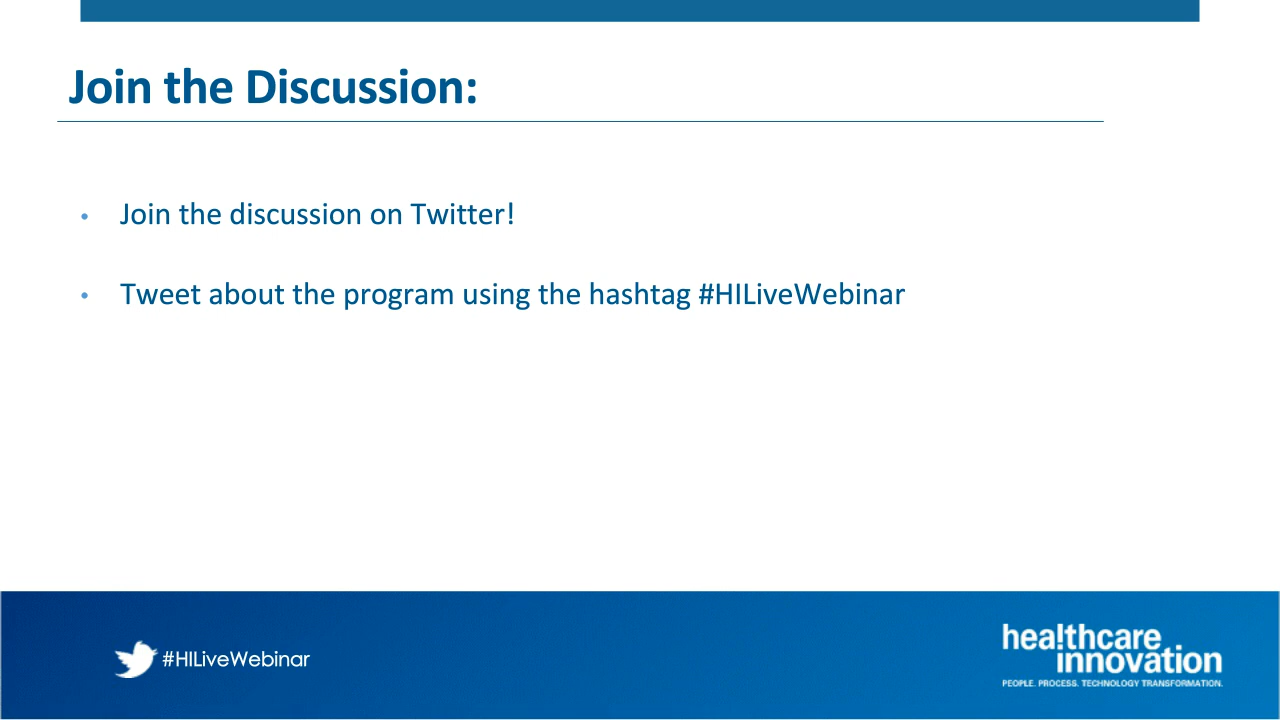 Join the Discussion:
• Join the discussion on Twitter!
• Tweet about the program using the hashtag #HILiveWebinar
#HILiveWebinar
healthcare
innovation
PEOPLE. PROCESS. TECHNOLOGY TRANSFORMATION.